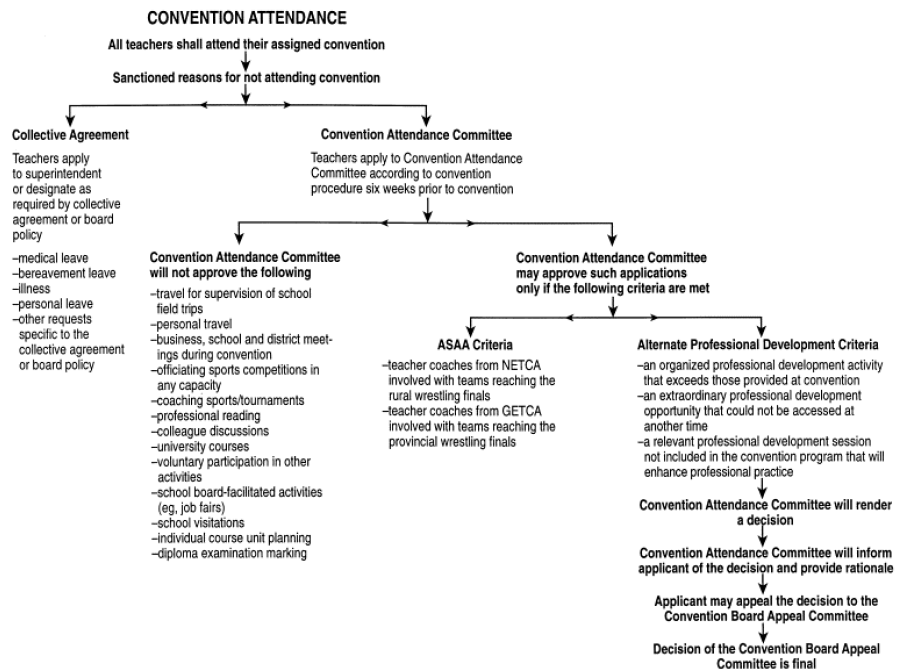 CONVENTION ATTENDANCE
All teachers shall attend their assigned convention
Sanctioned reasons for not attending convention
Collective Agreement
Teachers apply
to superintendent
or designate as
required by collective
agreement or board
policy
–medical leave
–bereavement leave
–illness
–personal leave
–other requests
specific to the
collective agreement
or board policy
Convention Attendance Committee
Teachers apply to Convention Attendance
Committee according to convention
procedure six weeks prior to convention
Convention Attendance Committee
will not approve the following
–travel for supervision of school
field trips
–personal travel
–business, school and district meet-
ings during convention
–officiating sports competitions in
any capacity
–coaching sports/tournaments
–professional reading
–colleague discussions
–university courses
–voluntary participation in other
activities
–school board-facilitated activities
(eg, job fairs)
–school visitations
–individual course unit planning
–diploma examination marking
Convention Attendance Committee
may approve such applications
only if the following criteria are met
ASAA Criteria
–teacher coaches from NETCA
involved with teams reaching the
rural wrestling finals
–teacher coaches from GETCA
involved with teams reaching the
provincial wrestling finals
Alternate Professional Development Criteria
–an organized professional development activity
that exceeds those provided at convention
–an extraordinary professional development
opportunity that could not be accessed at
another time
–a relevant professional development session
not included in the convention program that will
enhance professional practice
Convention Attendance Committee will render
a decision
Convention Attendance Committee will inform
applicant of the decision and provide rationale
Applicant may appeal the decision to the
Convention Board Appeal Committee
Decision of the Convention Board Appeal
Committee is final